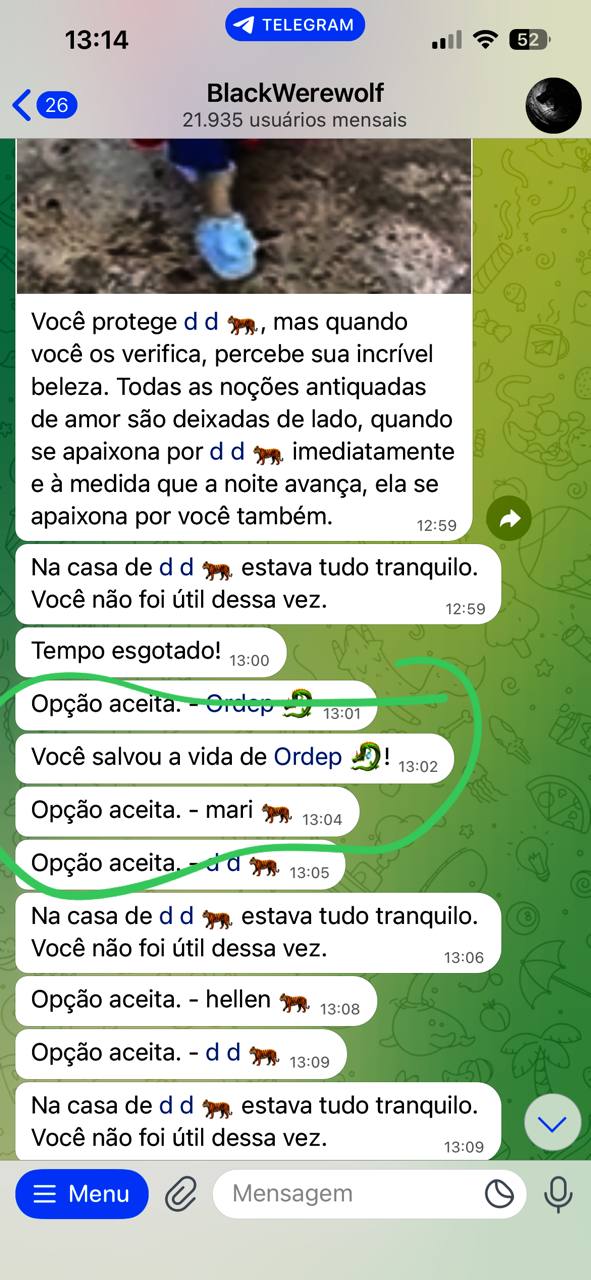 13:14
TELEGRAM
52
26
BlackWerewolf
21.935 usuários mensais
Você protege d d 🐅, mas quando
você os verifica, percebe sua incrível
beleza. Todas as noções antiquadas
de amor são deixadas de lado, quando
se apaixona por d d 🐅 imediatamente
e à medida que a noite avança, ela se
apaixona por você também.
12:59
Na casa de d d 🐅 estava tudo tranquilo.
Você não foi útil dessa vez.
12:59
Tempo esgotado! 13:00
Opção aceita. - Ordep 🐉 13:01
Você salvou a vida de Ordep 🐉! 13:02
Opção aceita. - mari 🐅 13:04
Opção aceita. - d d 🐅 13:05
Na casa de d d 🐅 estava tudo tranquilo.
Você não foi útil dessa vez.
13:06
Opção aceita. - hellen 🐅 13:08
Opção aceita. - d d 🐅 13:09
Na casa de d d 🐅 estava tudo tranquilo.
Você não foi útil dessa vez.
13:09
Menu
Mensagem